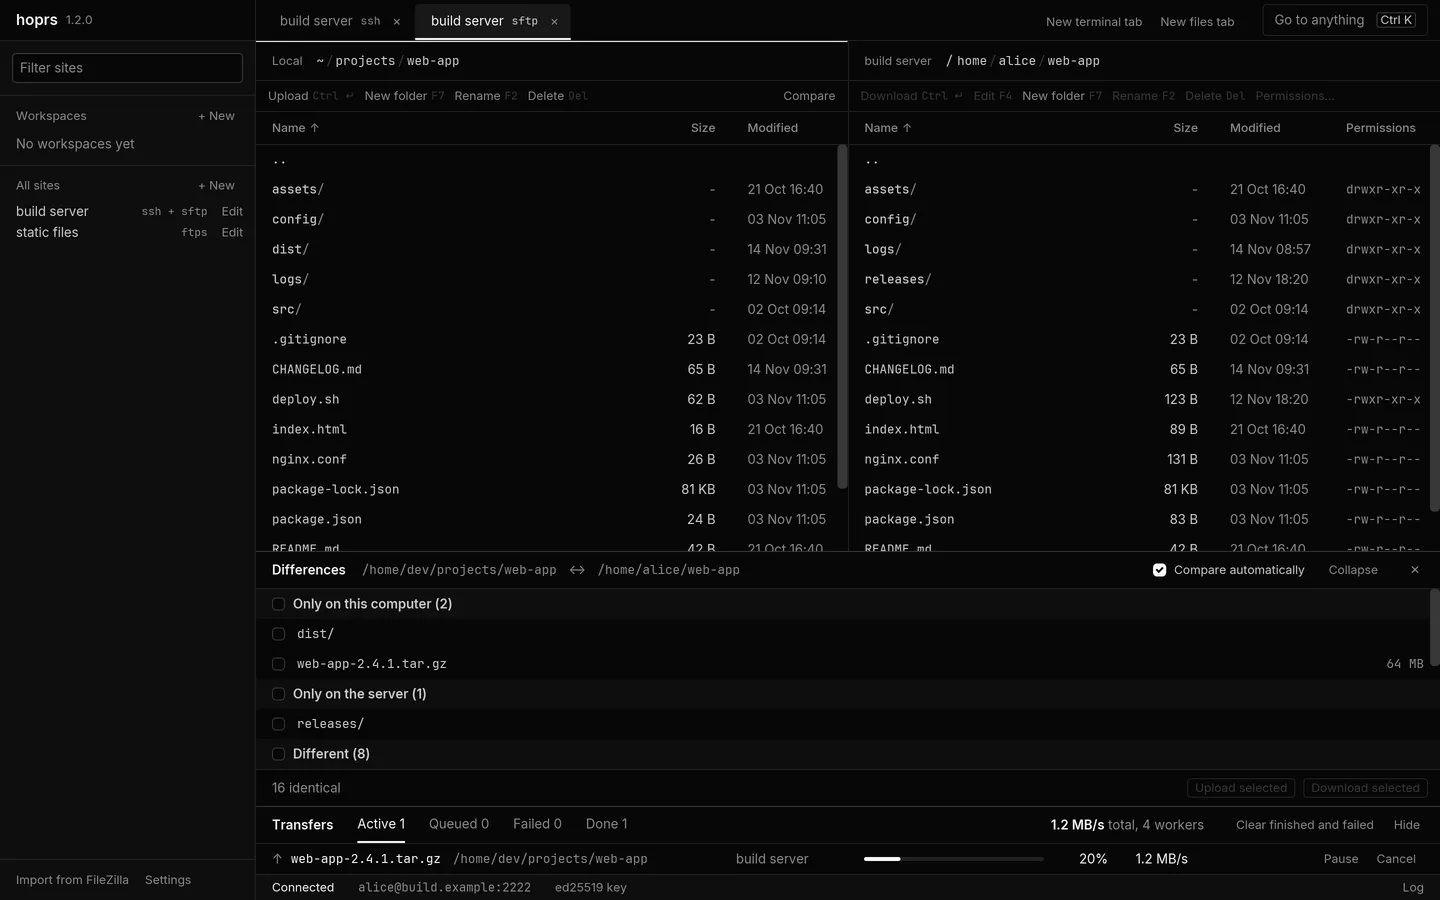 hoprs 1.2.0
build server ssh ×
build server sftp ×
New terminal tab New files tab Go to anything Ctrl K
Filter sites
Workspaces + New
No workspaces yet
All sites + New
build server ssh + sftp Edit
static files ftps Edit
Import from FileZilla Settings
Local ~/projects/web-app
Upload Ctrl ↵ New folder F7 Rename F2 Delete Del Compare
Name ↑ Size Modified
..
assets/ - 21 Oct 16:40
config/ - 03 Nov 11:05
dist/ - 14 Nov 09:31
logs/ - 12 Nov 09:10
src/ - 02 Oct 09:14
.gitignore 23 B 02 Oct 09:14
CHANGELOG.md 65 B 14 Nov 09:31
deploy.sh 62 B 03 Nov 11:05
index.html 16 B 21 Oct 16:40
nginx.conf 26 B 03 Nov 11:05
package-lock.json 81 KB 03 Nov 11:05
package.json 24 B 03 Nov 11:05
README.md 42 B 21 Oct 16:40
build server / home/alice/web-app
Download Ctrl ↵ Edit F4 New folder F7 Rename F2 Delete Del Permissions...
Name ↑ Size Modified Permissions
..
assets/ - 21 Oct 16:40 drwxr-xr-x
config/ - 03 Nov 11:05 drwxr-xr-x
logs/ - 14 Nov 08:57 drwxr-xr-x
releases/ - 12 Nov 18:20 drwxr-xr-x
src/ - 02 Oct 09:14 drwxr-xr-x
.gitignore 23 B 02 Oct 09:14 -rw-r--r--
CHANGELOG.md 65 B 14 Nov 09:31 -rw-r--r--
deploy.sh 123 B 12 Nov 18:20 -rwxr-xr-x
index.html 89 B 21 Oct 16:40 -rw-r--r--
nginx.conf 131 B 03 Nov 11:05 -rw-r--r--
package-lock.json 81 KB 03 Nov 11:05 -rw-r--r--
package.json 83 B 03 Nov 11:05 -rw-r--r--
README.md 42 B 21 Oct 16:40 -rw-r--r--
Differences /home/dev/projects/web-app ↔ /home/alice/web-app Compare automatically Collapse ×
Only on this computer (2)
dist/
web-app-2.4.1.tar.gz 64 MB
Only on the server (1)
releases/
Different (8)
16 identical Upload selected Download selected
Transfers Active 1 Queued 0 Failed 0 Done 1 1.2 MB/s total, 4 workers Clear finished and failed Hide
↑ web-app-2.4.1.tar.gz /home/dev/projects/web-app build server 20% 1.2 MB/s Pause Cancel
Connected alice@build.example:2222 ed25519 key Log